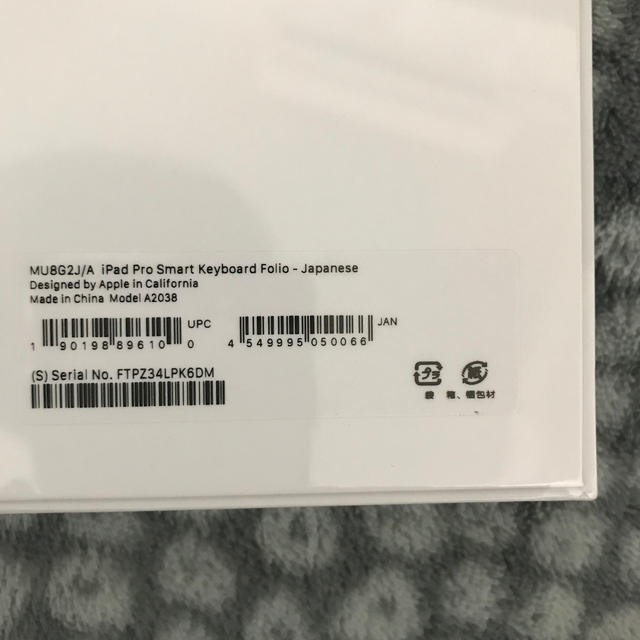 MU8G2J/A iPad Pro Smart Keyboard Folio - Japanese
Designed by Apple in California
Made in China Model A2038
UPC
JAN
1 90198 89610 0
4 549995 050066
(S) Serial No. FTPZ34LPK6DM
プラ 紙
袋 箱、梱包材